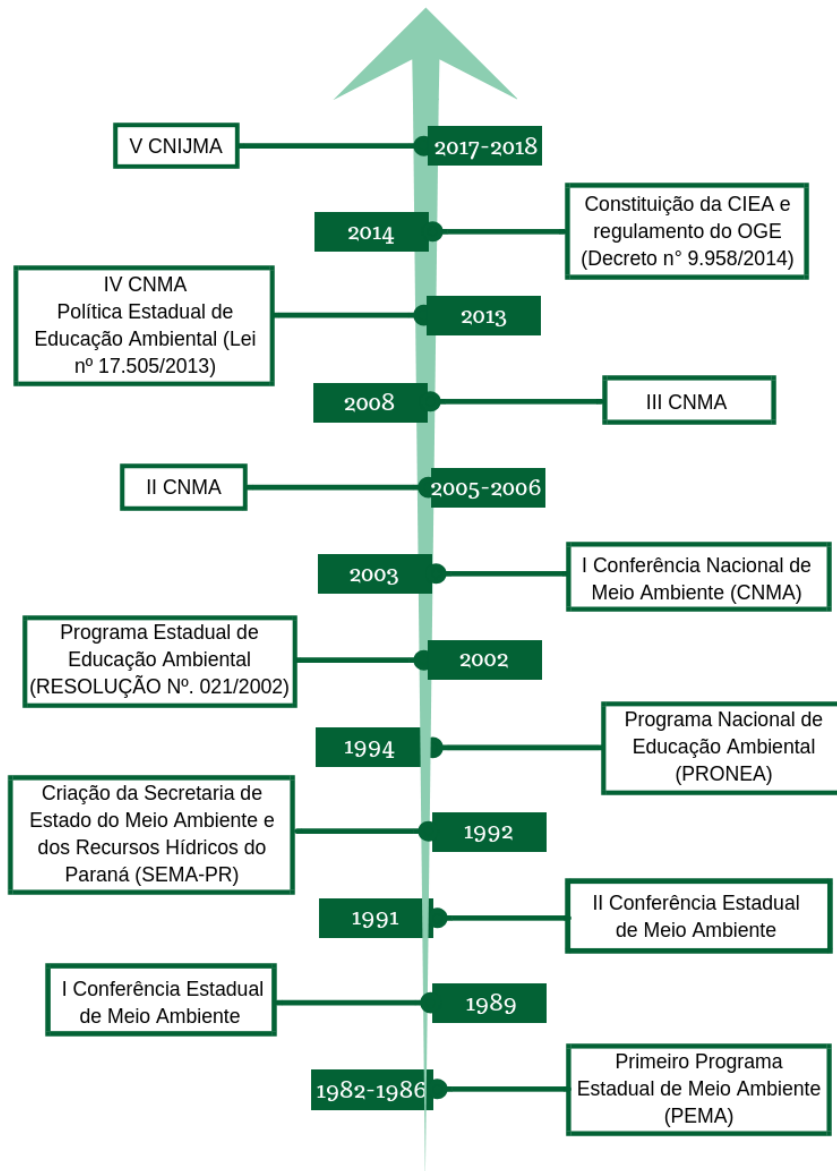 V CNIJMA
2017-2018
2014
Constituição da CIEA e
regulamento do OGE
(Decreto n° 9.958/2014)
IV CNMA
Política Estadual de
Educação Ambiental (Lei
nº 17.505/2013)
2013
2008
III CNMA
II CNMA
2005-2006
2003
I Conferência Nacional de
Meio Ambiente (CNMA)
Programa Estadual de
Educação Ambiental
(RESOLUÇÃO Nº. 021/2002)
2002
1994
Programa Nacional de
Educação Ambiental
(PRONEA)
Criação da Secretaria de
Estado do Meio Ambiente e
dos Recursos Hídricos do
Paraná (SEMA-PR)
1992
1991
II Conferência Estadual
de Meio Ambiente
I Conferência Estadual
de Meio Ambiente
1989
1982-1986
Primeiro Programa
Estadual de Meio Ambiente
(PEMA)